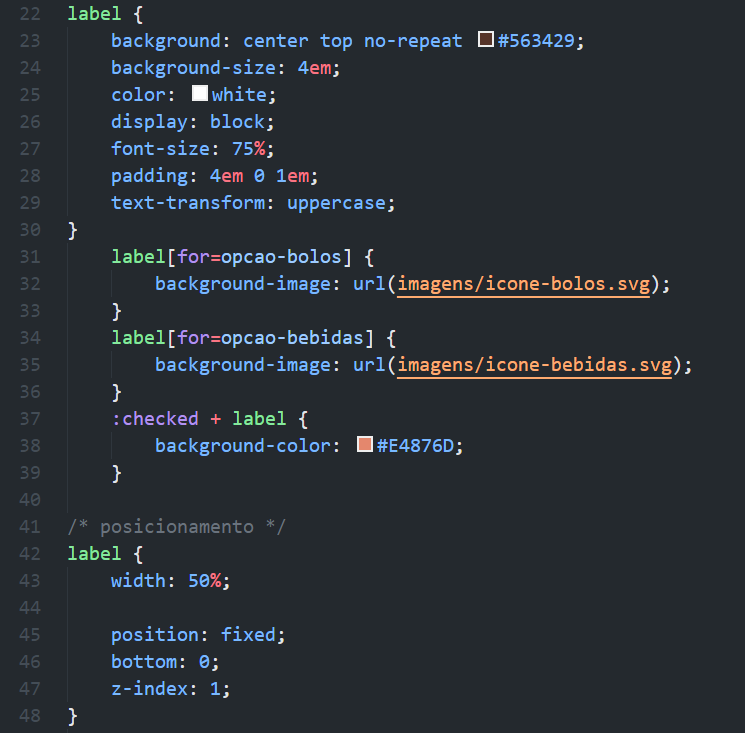 22 label {
23     background: center top no-repeat #563429;
24     background-size: 4em;
25     color: white;
26     display: block;
27     font-size: 75%;
28     padding: 4em 0 1em;
29     text-transform: uppercase;
30 }
31     label[for=opcao-bolos] {
32         background-image: url(imagens/icone-bolos.svg);
33     }
34     label[for=opcao-bebidas] {
35         background-image: url(imagens/icone-bebidas.svg);
36     }
37     :checked + label {
38         background-color: #E4876D;
39     }
40
41 /* posicionamento */
42 label {
43     width: 50%;
44
45     position: fixed;
46     bottom: 0;
47     z-index: 1;
48 }